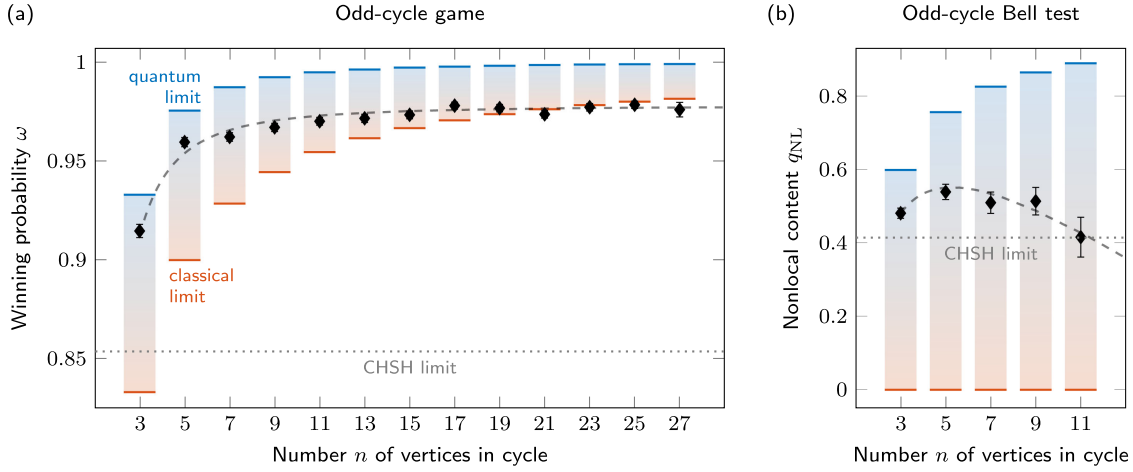 (a)
Odd-cycle game
Winning probability ω
1
0.95
0.9
0.85
quantum
limit
classical
limit
CHSH limit
3 5 7 9 11 13 15 17 19 21 23 25 27
Number n of vertices in cycle
(b)
Odd-cycle Bell test
Nonlocal content qNL
0.8
0.6
0.4
0.2
0
CHSH limit
3 5 7 9 11
Number n of vertices in cycle